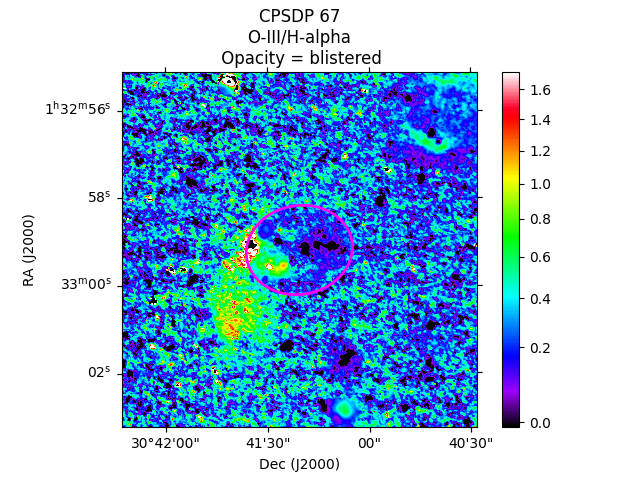 CPSDP 67
O-III/H-alpha
Opacity = blistered
1ʰ32ᵐ56ˢ
58ˢ
33ᵐ00ˢ
02ˢ
RA (J2000)
30°42'00"
41'30"
00"
40'30"
Dec (J2000)
1.6
1.4
1.2
1.0
0.8
0.6
0.4
0.2
0.0